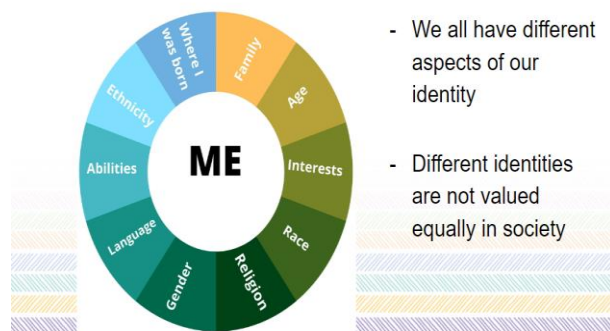 Where I
was born
Family
Age
Interests
Race
Religion
Gender
Language
Abilities
Ethnicity
ME
- We all have different
aspects of our
identity
- Different identities
are not valued
equally in society